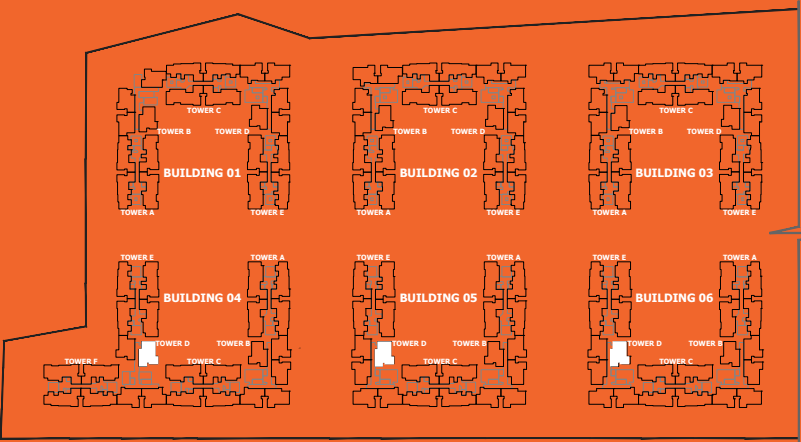 TOWER C TOWER C TOWER C
TOWER B TOWER D TOWER B TOWER D TOWER B TOWER D
BUILDING 01 BUILDING 02 BUILDING 03
TOWER A TOWER E TOWER A TOWER E TOWER A TOWER E
TOWER E TOWER A TOWER E TOWER A TOWER E TOWER A
BUILDING 04 BUILDING 05 BUILDING 06
TOWER D TOWER B TOWER D TOWER B TOWER D TOWER B
TOWER F TOWER C TOWER C TOWER C